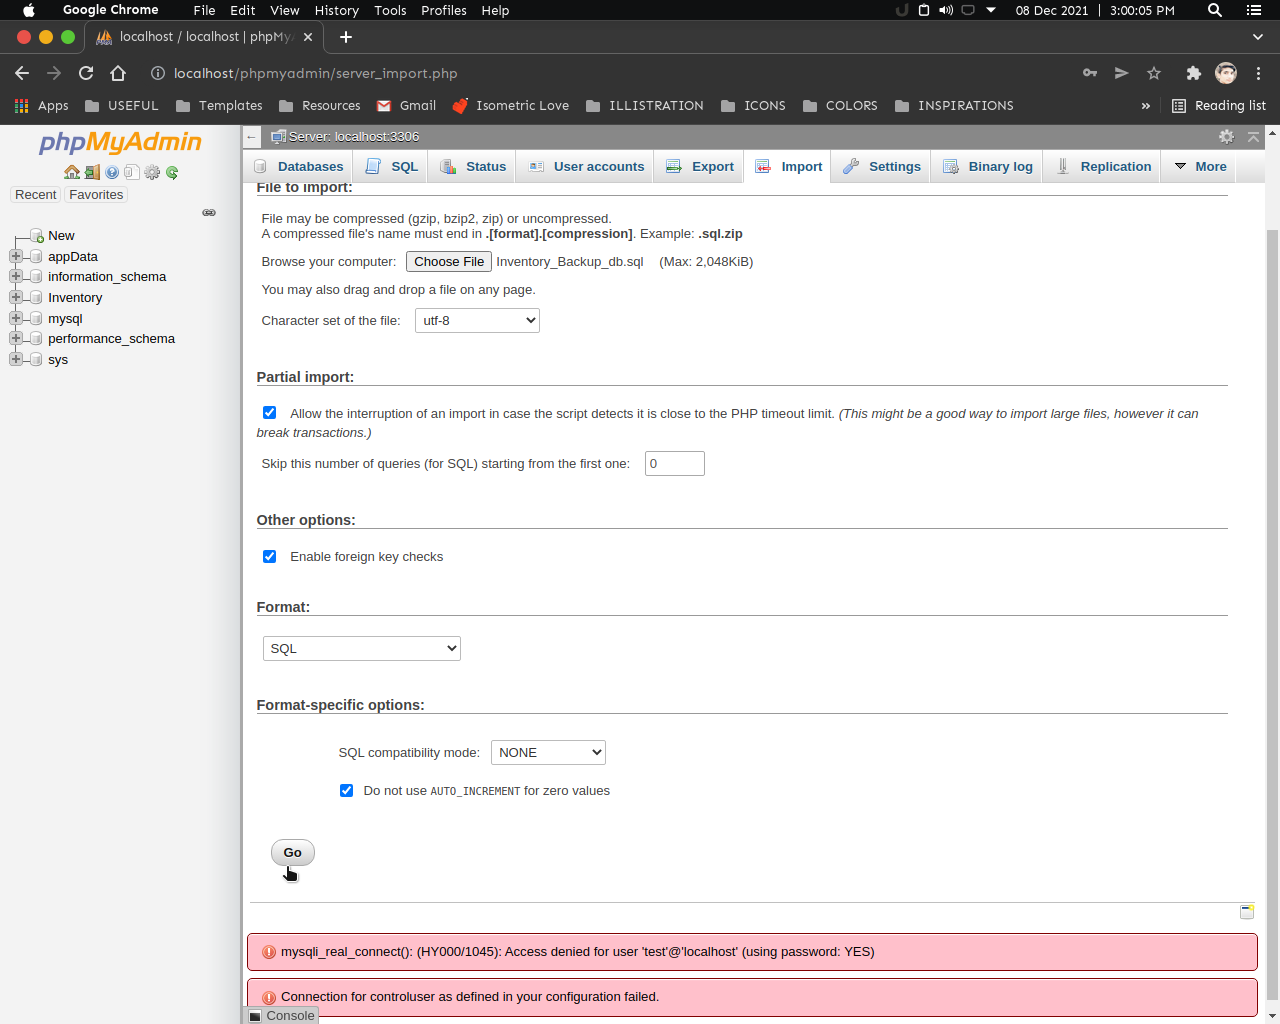 Google Chrome File Edit View History Tools Profiles Help 08 Dec 2021 | 3:00:05 PM
localhost / localhost | phpMy
localhost/phpmyadmin/server_import.php
Apps USEFUL Templates Resources Gmail Isometric Love ILLISTRATION ICONS COLORS INSPIRATIONS » Reading list
phpMyAdmin
Recent Favorites
New
appData
information_schema
Inventory
mysql
performance_schema
sys
Server: localhost:3306
Databases SQL Status User accounts Export Import Settings Binary log Replication More
File to import:
File may be compressed (gzip, bzip2, zip) or uncompressed.
A compressed file's name must end in .[format].[compression]. Example: .sql.zip
Browse your computer: Choose File Inventory_Backup_db.sql (Max: 2,048KiB)
You may also drag and drop a file on any page.
Character set of the file: utf-8
Partial import:
Allow the interruption of an import in case the script detects it is close to the PHP timeout limit. (This might be a good way to import large files, however it can
break transactions.)
Skip this number of queries (for SQL) starting from the first one: 0
Other options:
Enable foreign key checks
Format:
SQL
Format-specific options:
SQL compatibility mode: NONE
Do not use AUTO_INCREMENT for zero values
Go
mysqli_real_connect(): (HY000/1045): Access denied for user 'test'@'localhost' (using password: YES)
Connection for controluser as defined in your configuration failed.
Console